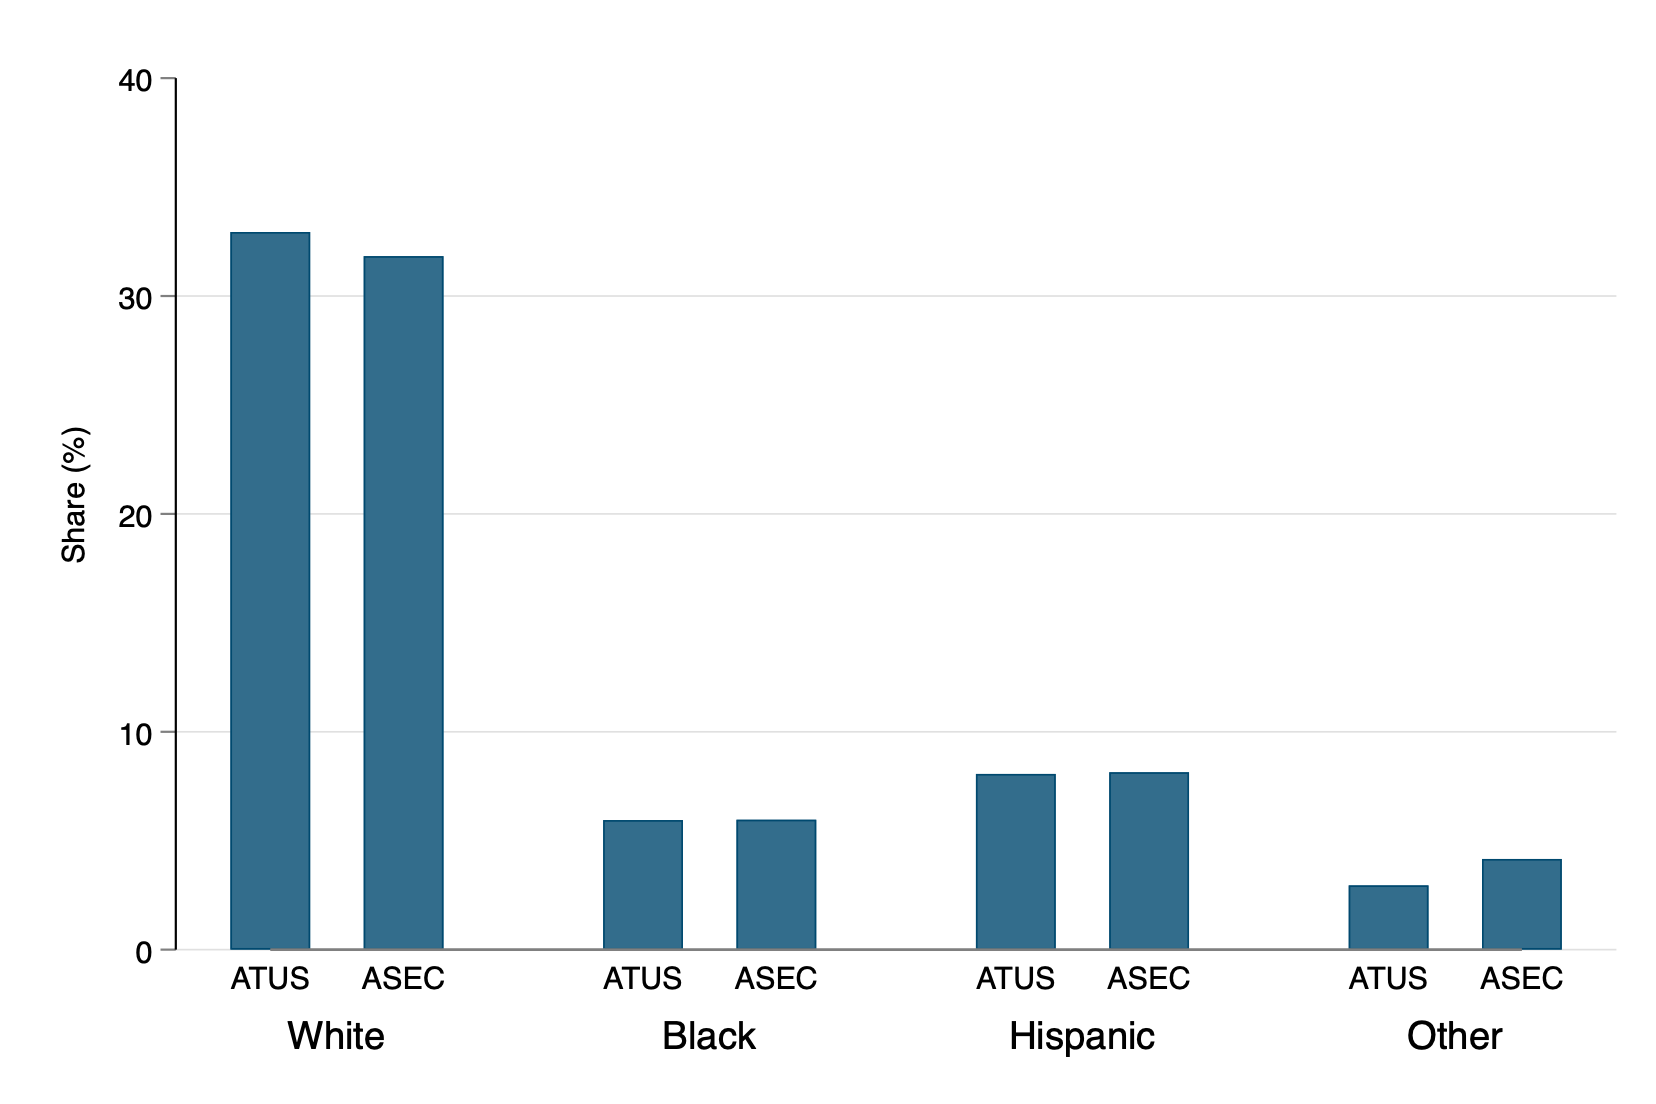 40
30
20
10
0
Share (%)
ATUS ASEC ATUS ASEC ATUS ASEC ATUS ASEC
White Black Hispanic Other